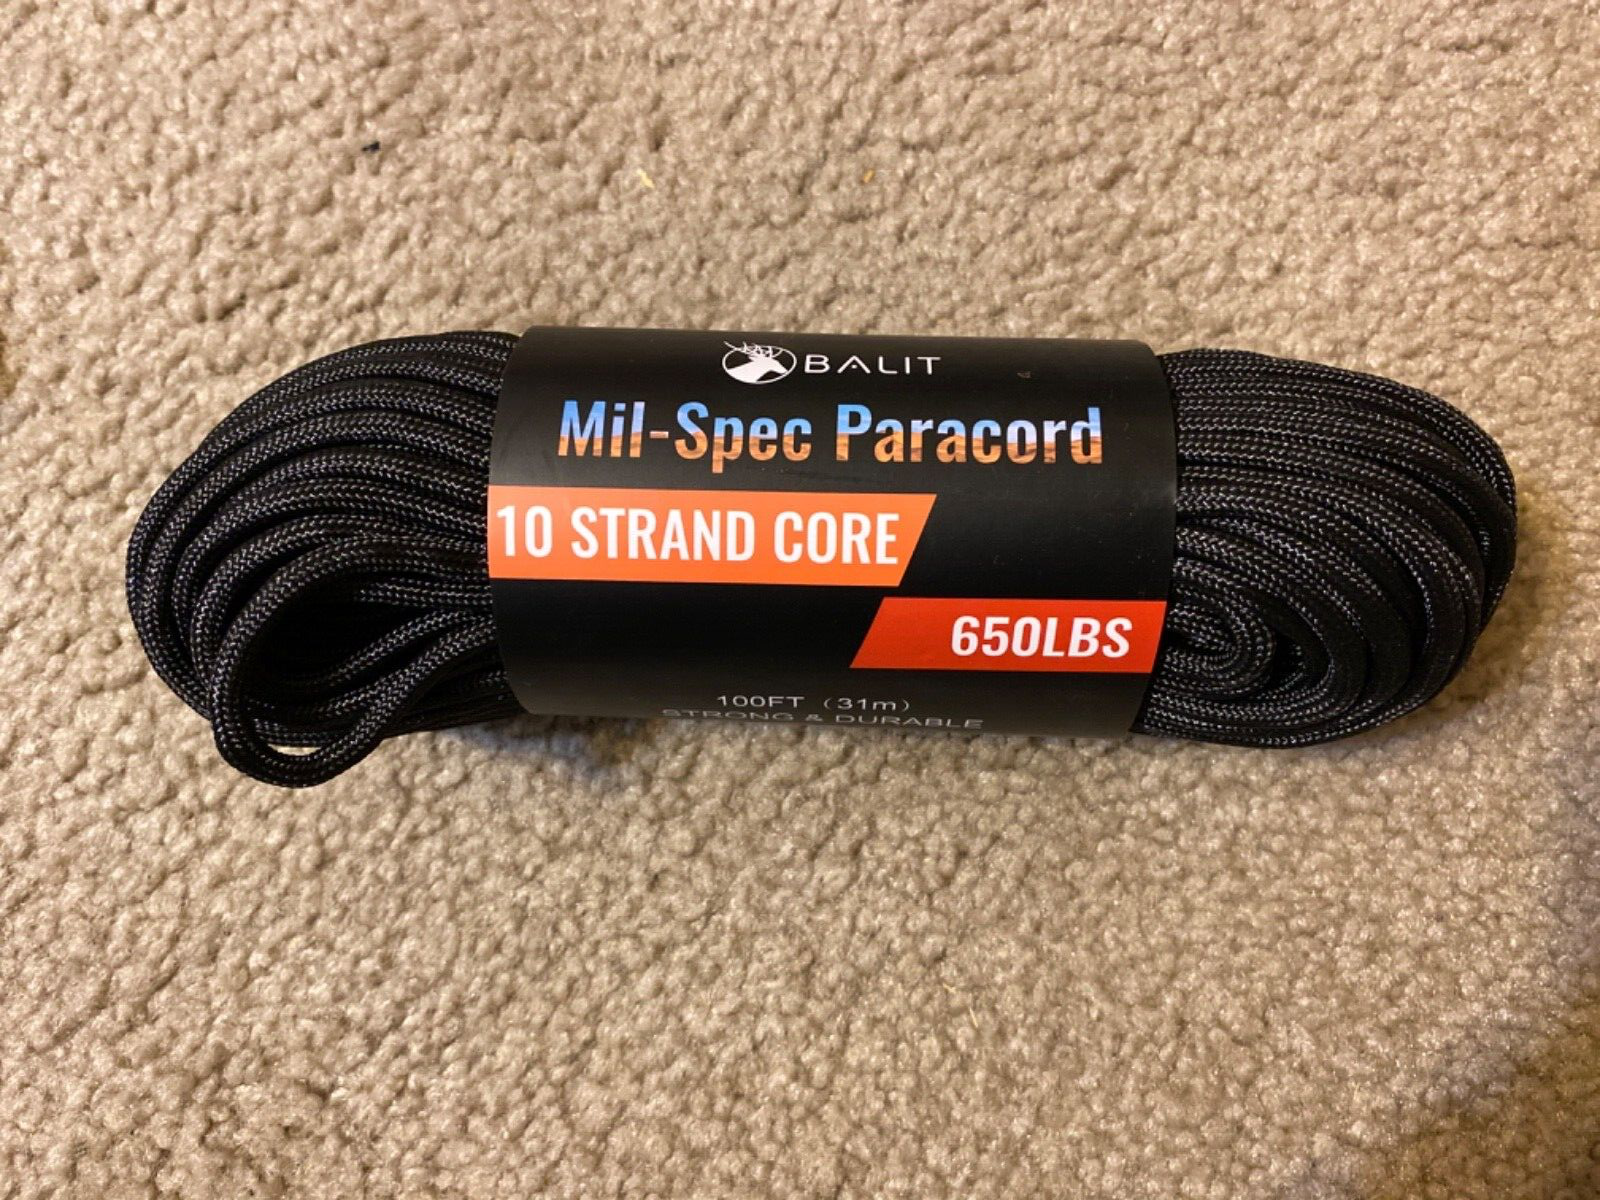 BALIT
Mil-Spec Paracord
10 STRAND CORE
650LBS
100FT (31m)
STRONG & DURABLE